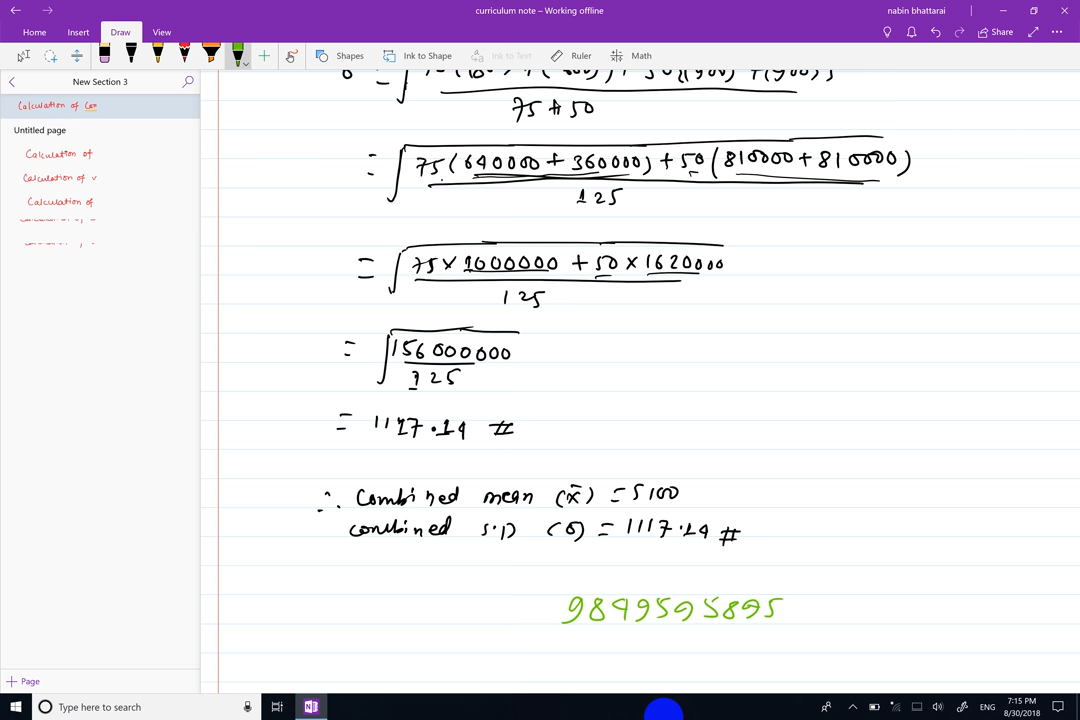 curriculum note – Working offline
nabin bhattarai
Home Insert Draw View
Share
Shapes Ink to Shape Ink to Text Ruler Math
New Section 3
Calculation of Com
Untitled page
Calculation of
Calculation of v
Calculation of
75 + 50
= √ 75 (640000 + 360000) + 50 (810000 + 810000)
125
= √ 75 × 1000000 + 50 × 1620000
125
= √ 156000000
125
= 1117.14 #
∴ Combined mean (x̄) = 5100
combined S.D (σ) = 1117.14 #
9849595895
+ Page
Type here to search
ENG
7:15 PM
8/30/2018